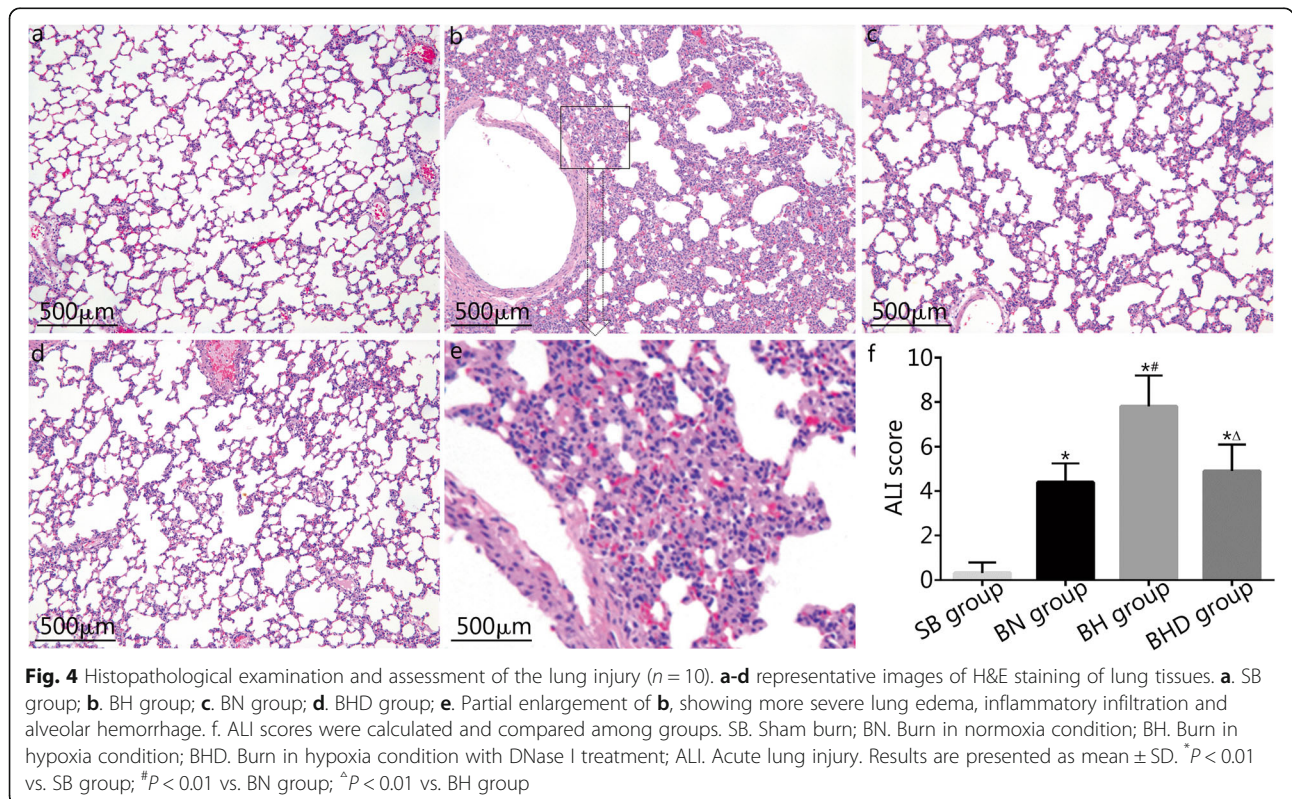 a
500μm
b
500μm
c
500μm
d
500μm
e
500μm
f
ALI score
10
8
6
4
2
0
*
*#
*Δ
SB group
BN group
BH group
BHD group
Fig. 4 Histopathological examination and assessment of the lung injury (n = 10). a-d representative images of H&E staining of lung tissues. a. SB
group; b. BH group; c. BN group; d. BHD group; e. Partial enlargement of b, showing more severe lung edema, inflammatory infiltration and
alveolar hemorrhage. f. ALI scores were calculated and compared among groups. SB. Sham burn; BN. Burn in normoxia condition; BH. Burn in
hypoxia condition; BHD. Burn in hypoxia condition with DNase I treatment; ALI. Acute lung injury. Results are presented as mean ± SD. *P < 0.01
vs. SB group; #P < 0.01 vs. BN group; ΔP < 0.01 vs. BH group